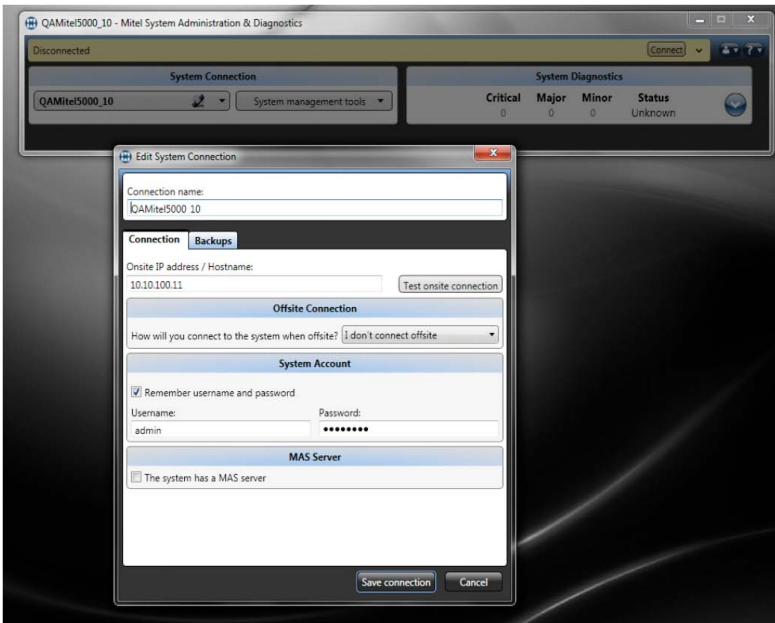 QAMitel5000_10 - Mitel System Administration & Diagnostics
Disconnected
Connect
System Connection
QAMitel5000_10
System management tools
System Diagnostics
Critical Major Minor Status
0 0 0 Unknown
Edit System Connection
Connection name:
QAMitel5000_10
Connection Backups
Onsite IP address / Hostname:
10.10.100.11 Test onsite connection
Offsite Connection
How will you connect to the system when offsite? I don't connect offsite
System Account
Remember username and password
Username: Password:
admin ••••••••
MAS Server
The system has a MAS server
Save connection Cancel